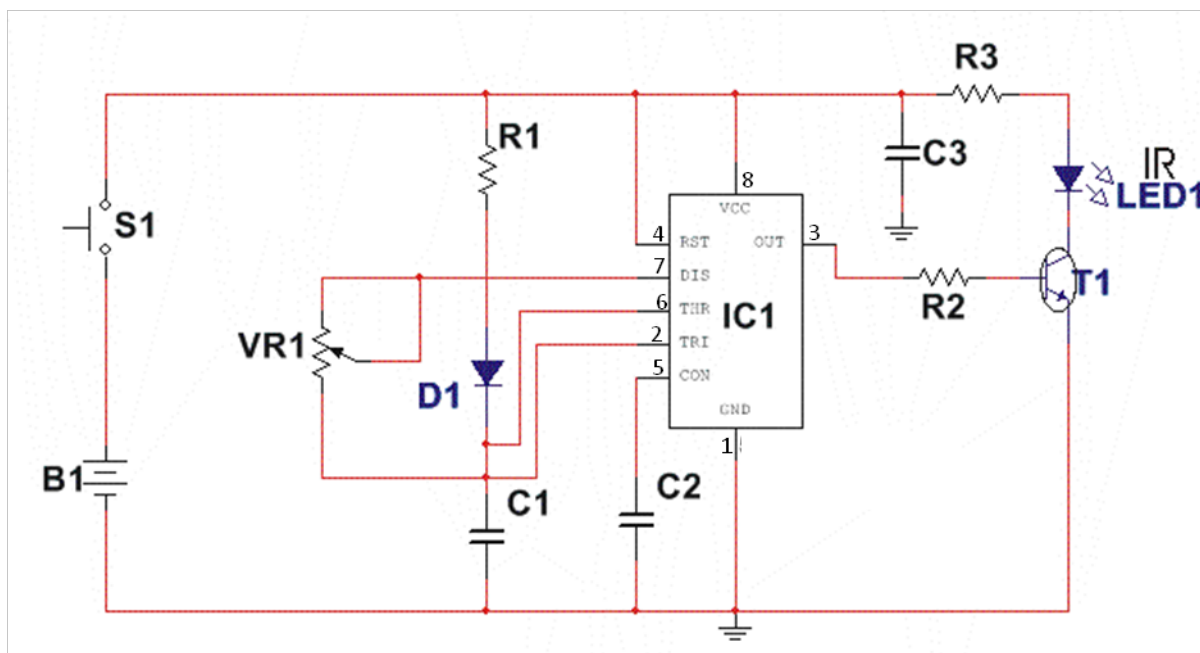 R3
R1
C3
IR
LED1
S1
8
VCC
4
RST
OUT
3
7
DIS
T1
6
THR
IC1
R2
VR1
2
TRI
5
CON
D1
GND
1
B1
C1
C2